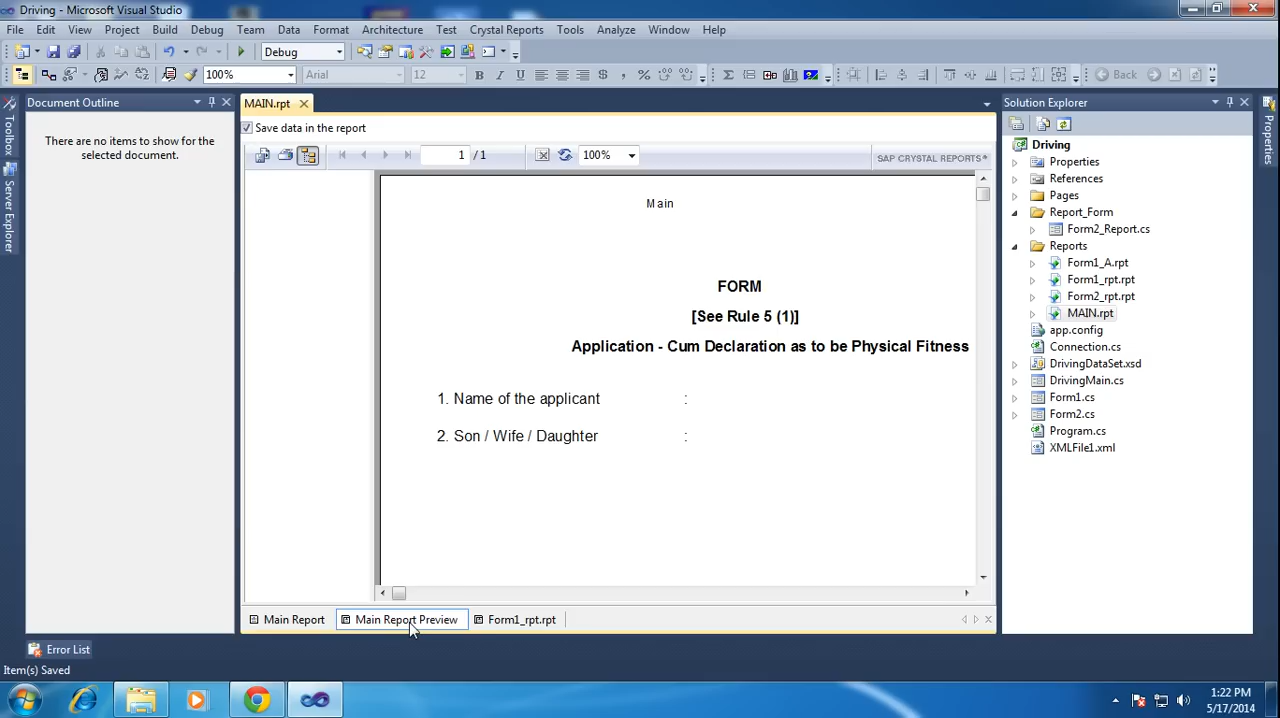 Driving - Microsoft Visual Studio
File Edit View Project Build Debug Team Data Format Architecture Test Crystal Reports Tools Analyze Window Help
Debug
100% Arial 12 B I U $ , %
Back
Document Outline
MAIN.rpt
Solution Explorer
Toolbox
Server Explorer
Properties
There are no items to show for the
selected document.
Save data in the report
1 / 1 100% SAP CRYSTAL REPORTS®
Main
FORM
[See Rule 5 (1)]
Application - Cum Declaration as to be Physical Fitness
1. Name of the applicant :
2. Son / Wife / Daughter :
Driving
Properties
References
Pages
Report_Form
Form2_Report.cs
Reports
Form1_A.rpt
Form1_rpt.rpt
Form2_rpt.rpt
MAIN.rpt
app.config
Connection.cs
DrivingDataSet.xsd
DrivingMain.cs
Form1.cs
Form2.cs
Program.cs
XMLFile1.xml
Main Report Main Report Preview Form1_rpt.rpt
Error List
Item(s) Saved
1:22 PM
5/17/2014